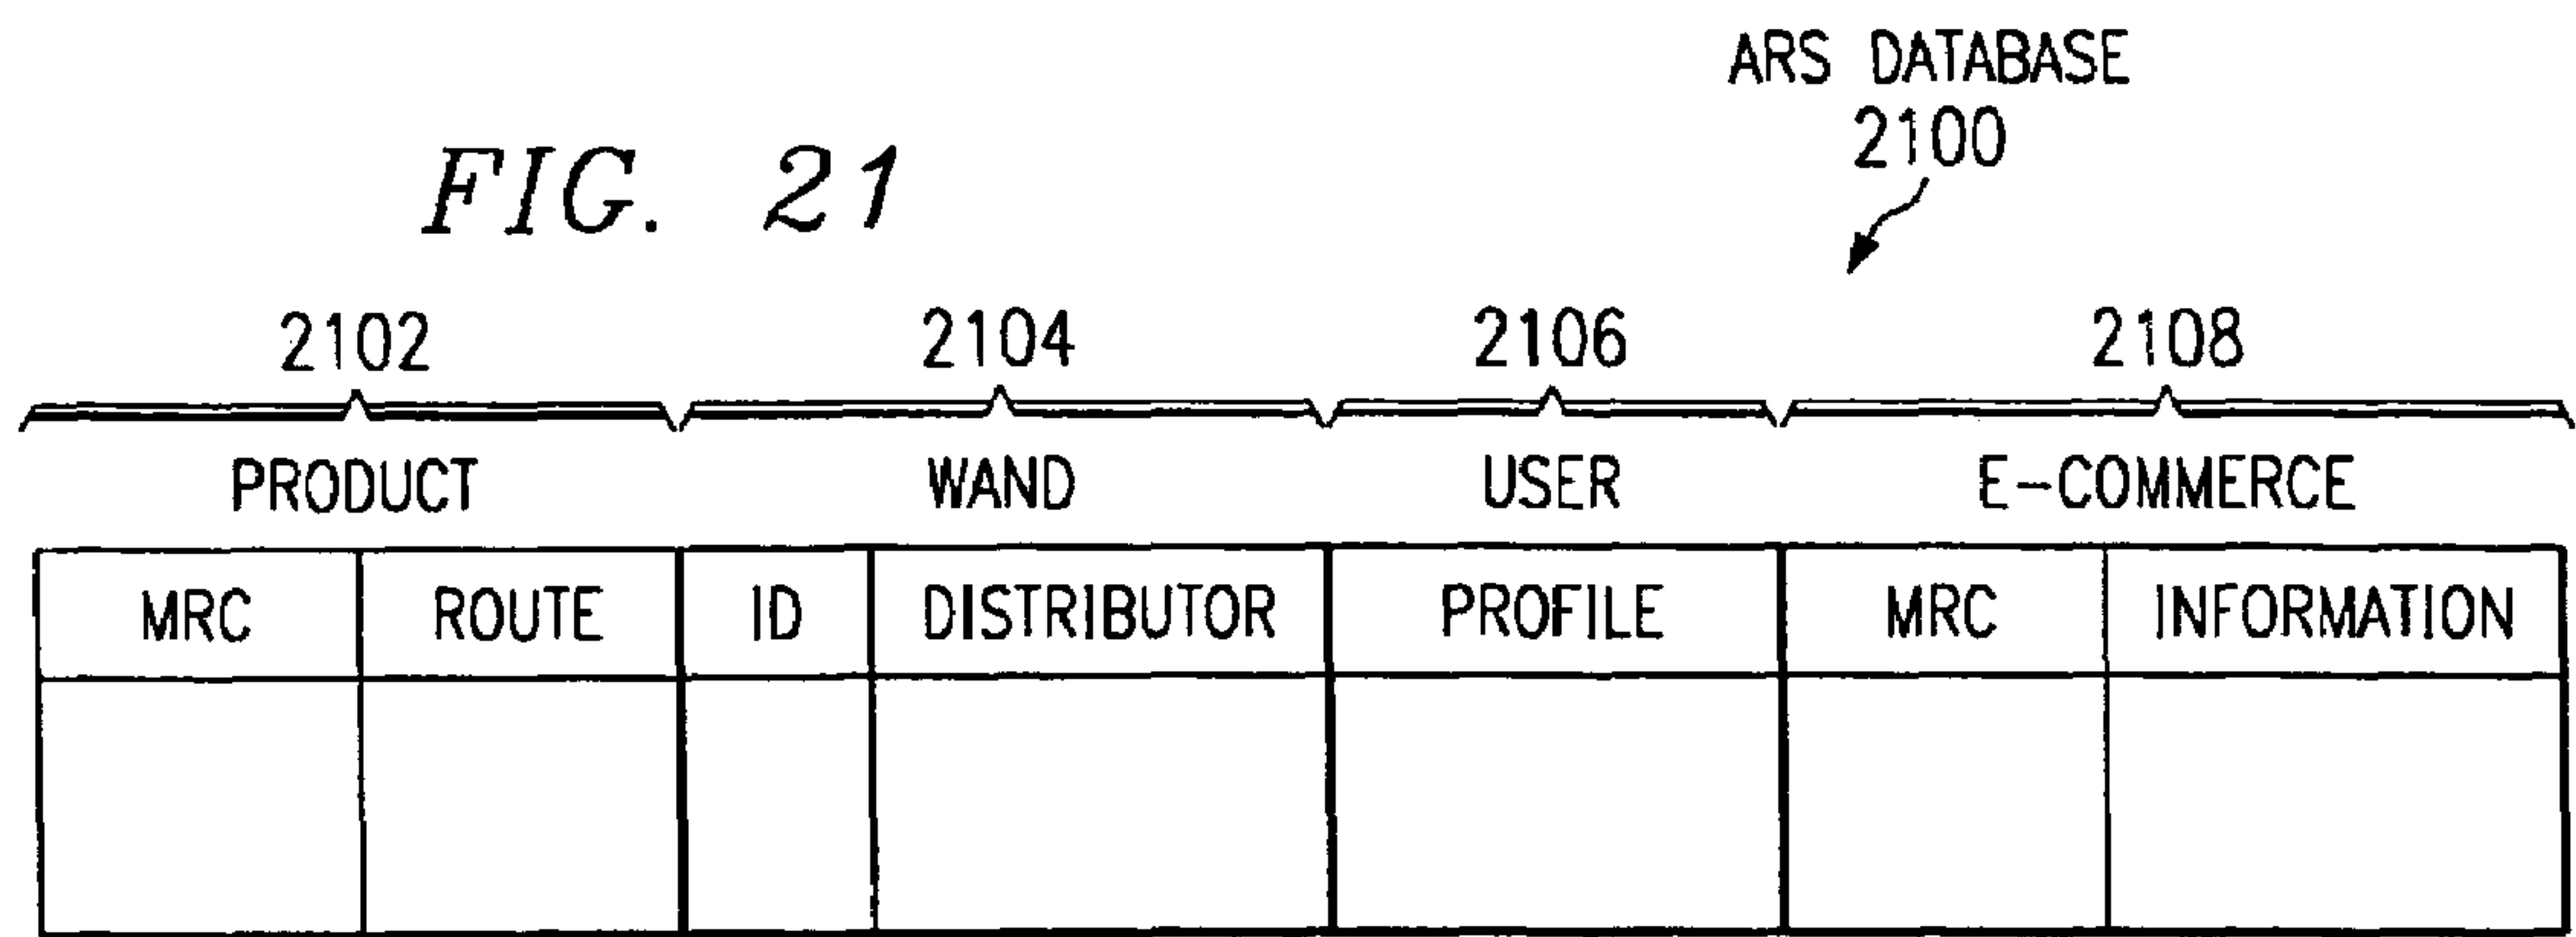 ARS DATABASE
2100
FIG. 21
2102 2104 2106 2108
PRODUCT WAND USER E-COMMERCE
MRC ROUTE ID DISTRIBUTOR PROFILE MRC INFORMATION